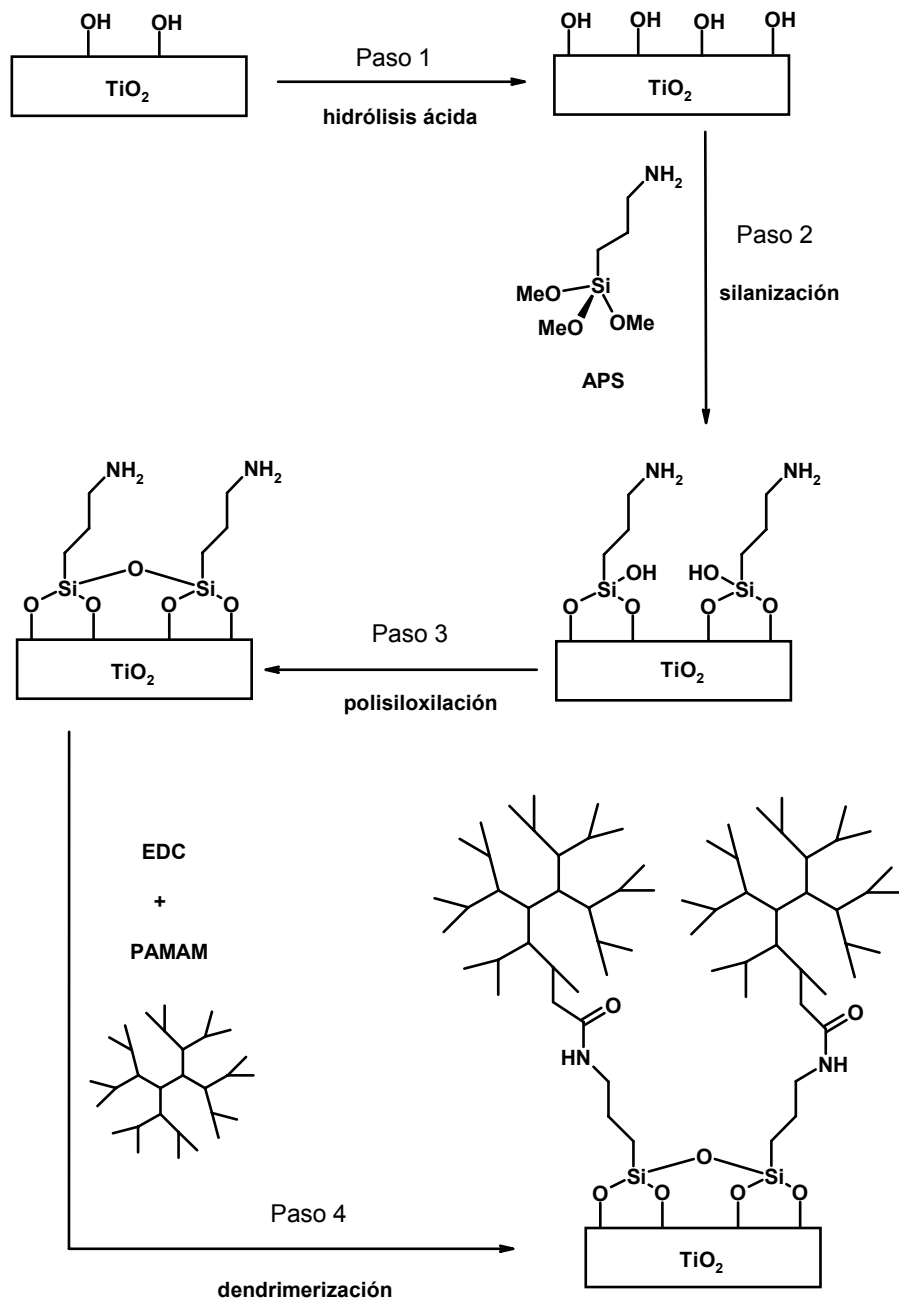 OH
OH
TiO2
Paso 1
hidrólisis ácida
OH
OH
OH
OH
TiO2
NH2
Si
MeO
MeO
OMe
APS
Paso 2
silanización
NH2
NH2
O
Si
Si
O
O
O
O
TiO2
Paso 3
polisiloxilación
NH2
NH2
OH
HO
Si
Si
O
O
O
O
TiO2
EDC
+
PAMAM
Paso 4
dendrimerización
O
HN
O
NH
O
Si
Si
O
O
O
O
TiO2